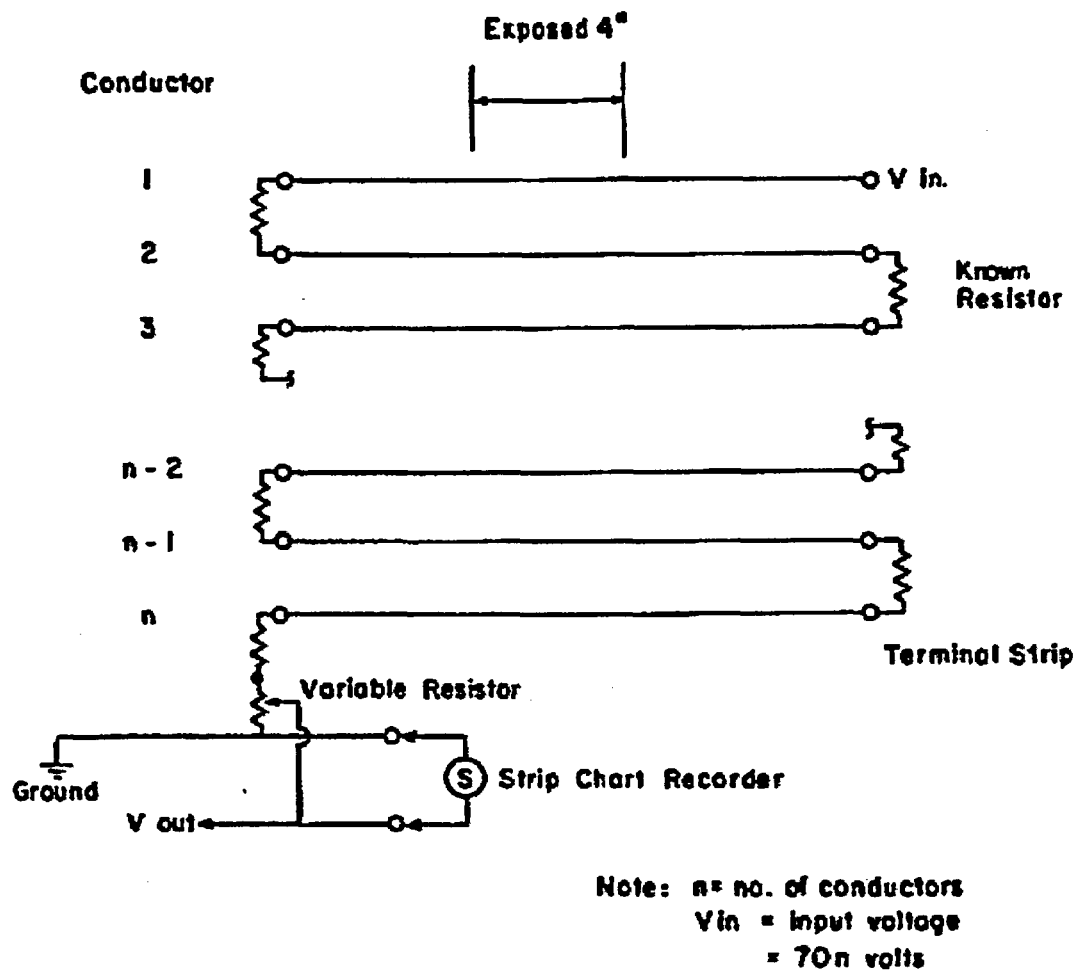 Exposed 4"
Conductor
1
V in.
2
Known
Resistor
3
n - 2
n - 1
n
Terminal Strip
Variable Resistor
Ground
S
Strip Chart Recorder
V out
Note: n= no. of conductors
Vin = input voltage
= 70n volts